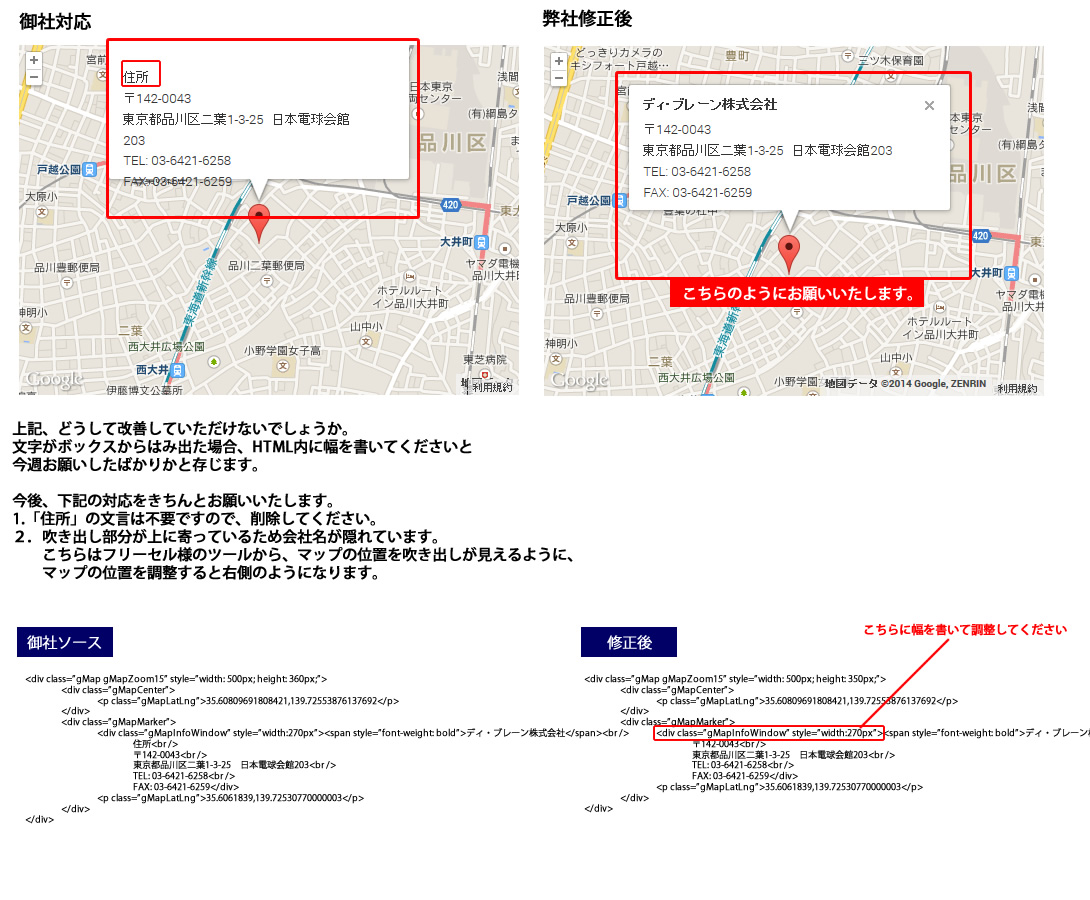 御社対応
弊社修正後
+
−
宮前
住所
〒142-0043
東京都品川区二葉1-3-25 日本電球会館
203
TEL: 03-6421-6258
FAX: 03-6421-6259
日本東京
センター
浅間
(有)綱島
品川区
戸越公園
大原小
420
東大
大井町
ヤマダ電機
品川大井町
品川豊郵便局
品川二葉郵便局
ホテルルート
イン品川大井町
東海道新幹線
神明小
二葉
山中小
西大井広場公園
小野学園女子高
西大井
東芝病院
伊藤博文公墓所
Google
利用規約
+
−
どっきりカメラの
キシフォート戸越…
豊町
三ツ木保育園
ディ・ブレーン株式会社
×
〒142-0043
東京都品川区二葉1-3-25 日本電球会館203
TEL: 03-6421-6258
FAX: 03-6421-6259
本東京
センター
浅間
(有)綱島
品川区
戸越公園
豊葉の杜中
大原小
420
大井町
ヤマダ電機
品川大井町
こちらのようにお願いいたします。
品川豊郵便局
ホテルルート
イン品川大井町
東海道新幹線
神明小
二葉
山中小
西大井広場公園
小野学園
Google
地図データ ©2014 Google, ZENRIN
利用規約
上記、どうして改善していただけないでしょうか。
文字がボックスからはみ出た場合、HTML内に幅を書いてくださいと
今週お願いしたばかりかと存じます。
今後、下記の対応をきちんとお願いいたします。
1.「住所」の文言は不要ですので、削除してください。
２．吹き出し部分が上に寄っているため会社名が隠れています。
こちらはフリーセル様のツールから、マップの位置を吹き出しが見えるように、
マップの位置を調整すると右側のようになります。
御社ソース
<div class="gMap gMapZoom15" style="width: 500px; height: 360px;">
<div class="gMapCenter">
<p class="gMapLatLng">35.60809691808421,139.72553876137692</p>
</div>
<div class="gMapMarker">
<div class="gMapInfoWindow" style="width:270px"><span style="font-weight: bold">ディ・ブレーン株式会社</span><br/>
住所<br/>
〒142-0043<br/>
東京都品川区二葉1-3-25　日本電球会館203<br/>
TEL: 03-6421-6258<br/>
FAX: 03-6421-6259</div>
<p class="gMapLatLng">35.6061839,139.72530770000003</p>
</div>
</div>
修正後
こちらに幅を書いて調整してください
<div class="gMap gMapZoom15" style="width: 500px; height: 350px;">
<div class="gMapCenter">
<p class="gMapLatLng">35.60809691808421,139.72553876137692</p>
</div>
<div class="gMapMarker">
<div class="gMapInfoWindow" style="width:270px"><span style="font-weight: bold">ディ・ブレーン
〒142-0043<br/>
東京都品川区二葉1-3-25　日本電球会館203<br/>
TEL: 03-6421-6258<br/>
FAX: 03-6421-6259</div>
<p class="gMapLatLng">35.6061839,139.72530770000003</p>
</div>
</div>